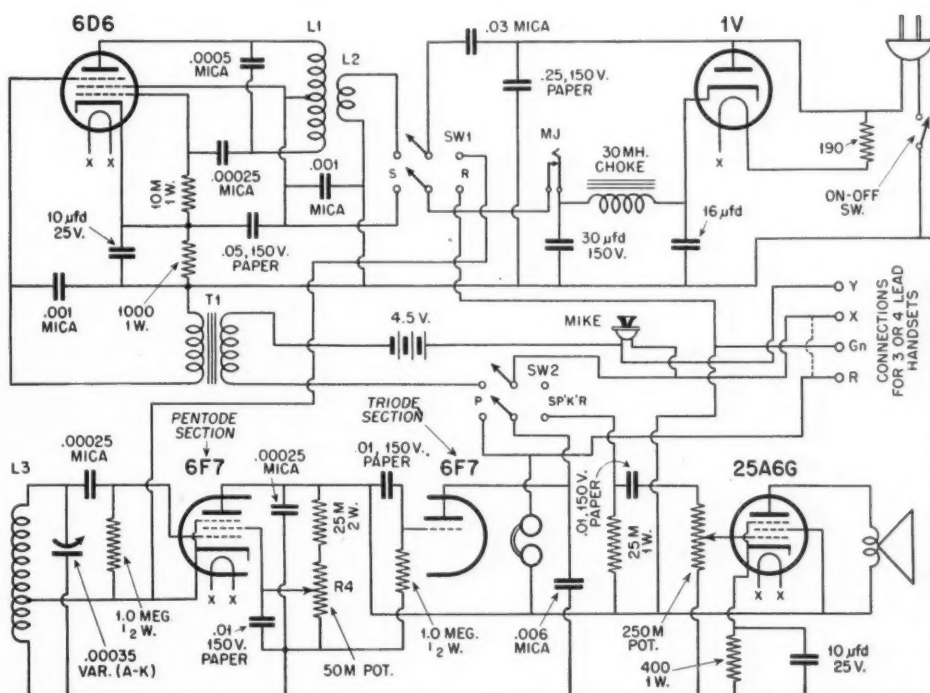 6D6
L1
L2
.0005
MICA
.03 MICA
1V
.25, 150 V.
PAPER
SW1
S
R
MJ
30 MH.
CHOKE
190
ON-OFF
SW.
10M
1 W.
.00025
MICA
.001
MICA
10 µfd
25 V.
.05, 150 V.
PAPER
30 µfd
150 V.
16 µfd
.001
MICA
1000
1 W.
T1
4.5 V.
MIKE
Y
X
Gn
R
CONNECTIONS
FOR 3 OR 4 LEAD
HANDSETS
SW2
P
SP'K'R
PENTODE
SECTION
TRIODE
SECTION
L3
.00025
MICA
6F7
.00025
MICA
.01, 150 V.
PAPER
6F7
.01, 150 V.
PAPER
25A6G
.25M
2 W.
25M
1 W.
R4
X X
X X
X
X X
1.0 MEG.
½ W.
.00035
VAR. (A-K)
.01
150 V.
PAPER
50M POT.
1.0 MEG.
½ W.
.006
MICA
250M
POT.
400
1 W.
10 µfd
25 V.